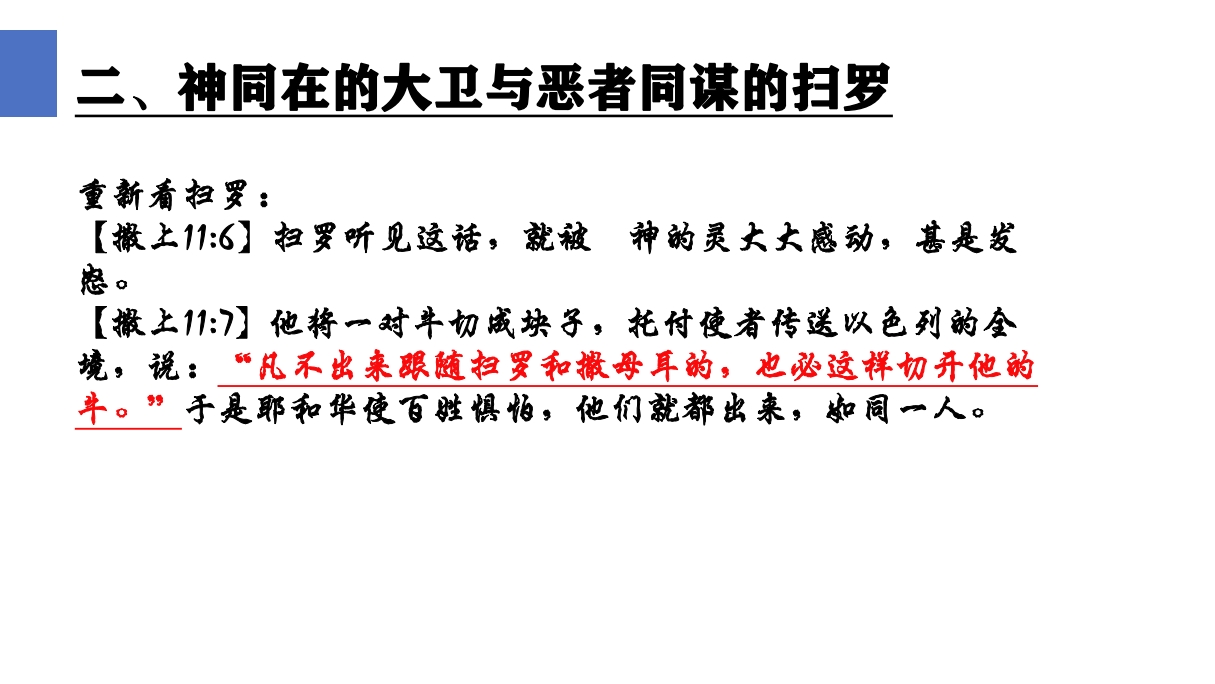 二、神同在的大卫与恶者同谋的扫罗
重新看扫罗：
【撒上11:6】扫罗听见这话，就被　神的灵大大感动，甚是发
怒。
【撒上11:7】他将一对牛切成块子，托付使者传送以色列的全
境，说：“凡不出来跟随扫罗和撒母耳的，也必这样切开他的
牛。”于是耶和华使百姓惧怕，他们就都出来，如同一人。